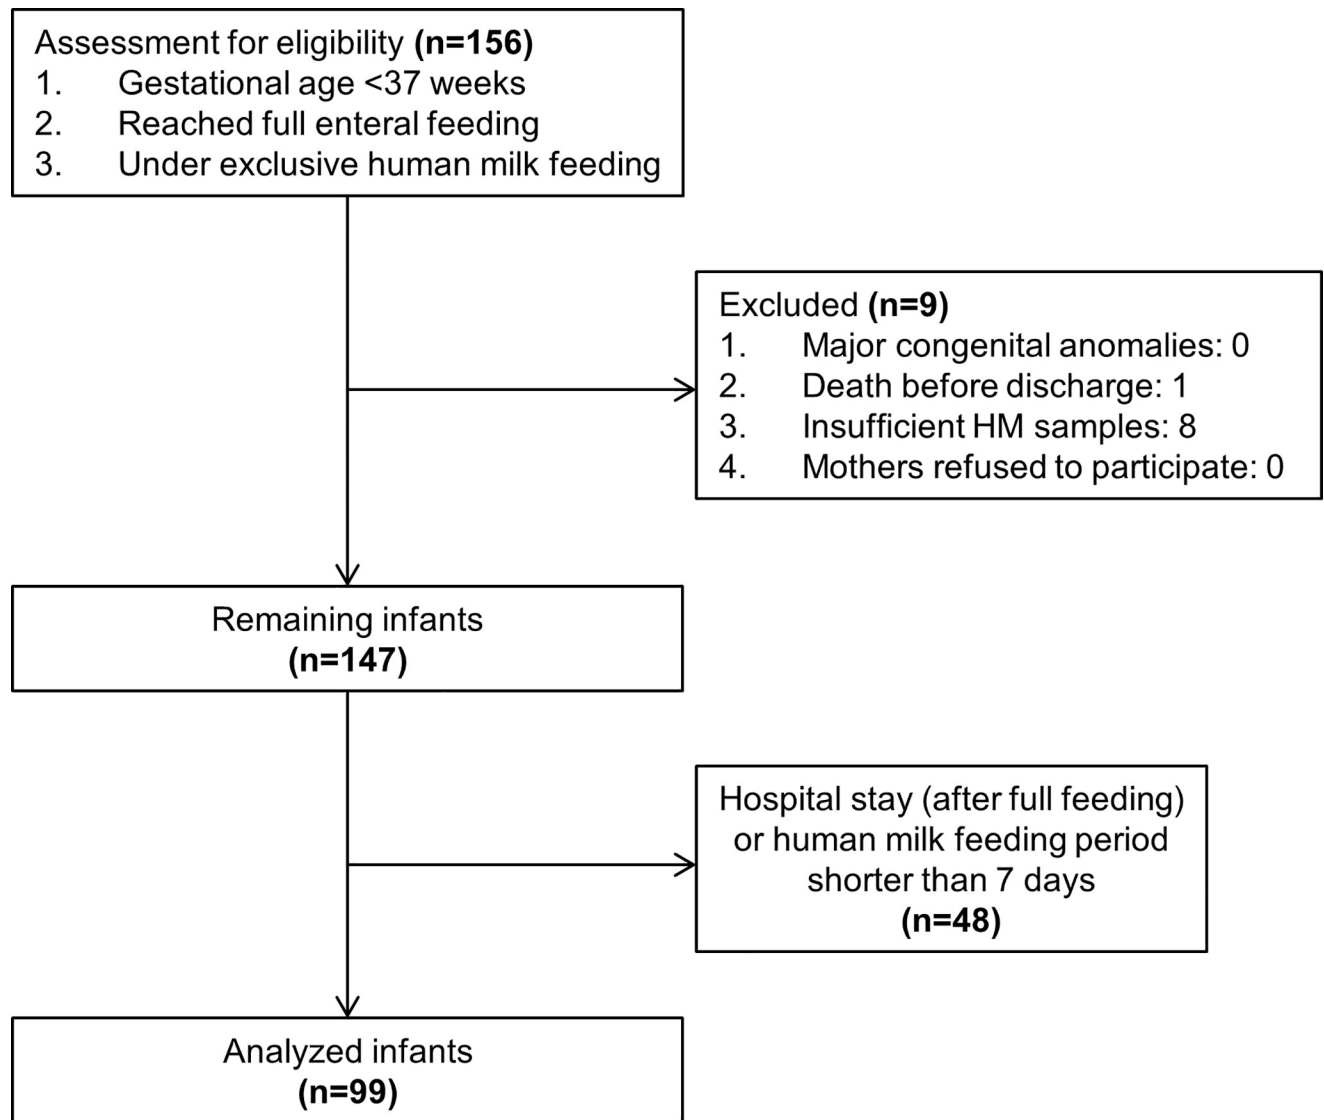 Assessment for eligibility (n=156)
1. Gestational age <37 weeks
2. Reached full enteral feeding
3. Under exclusive human milk feeding
Excluded (n=9)
1. Major congenital anomalies: 0
2. Death before discharge: 1
3. Insufficient HM samples: 8
4. Mothers refused to participate: 0
Remaining infants
(n=147)
Hospital stay (after full feeding)
or human milk feeding period
shorter than 7 days
(n=48)
Analyzed infants
(n=99)